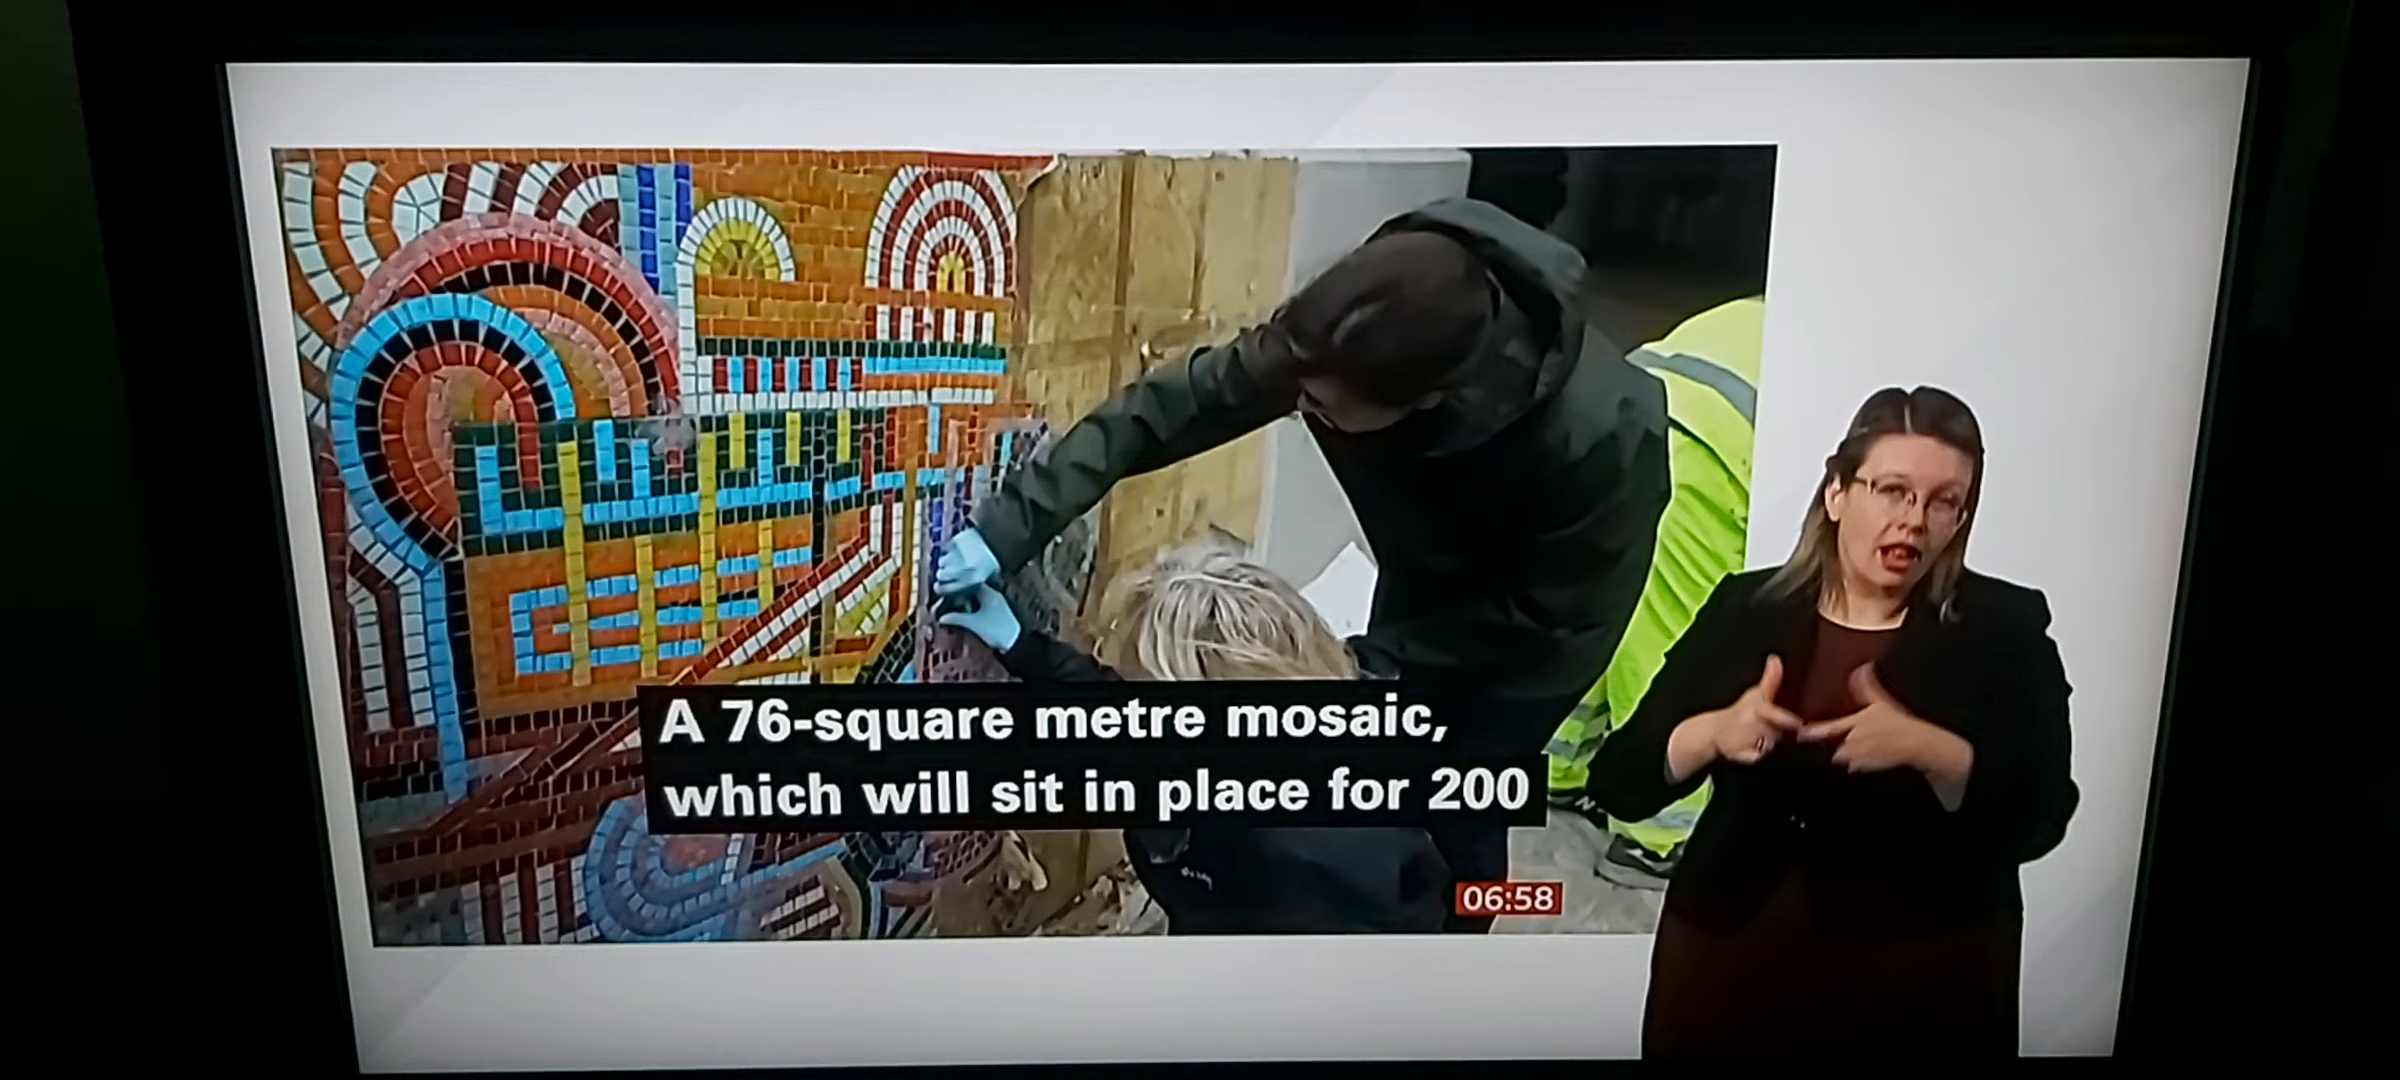 A 76-square metre mosaic,
which will sit in place for 200
06:58